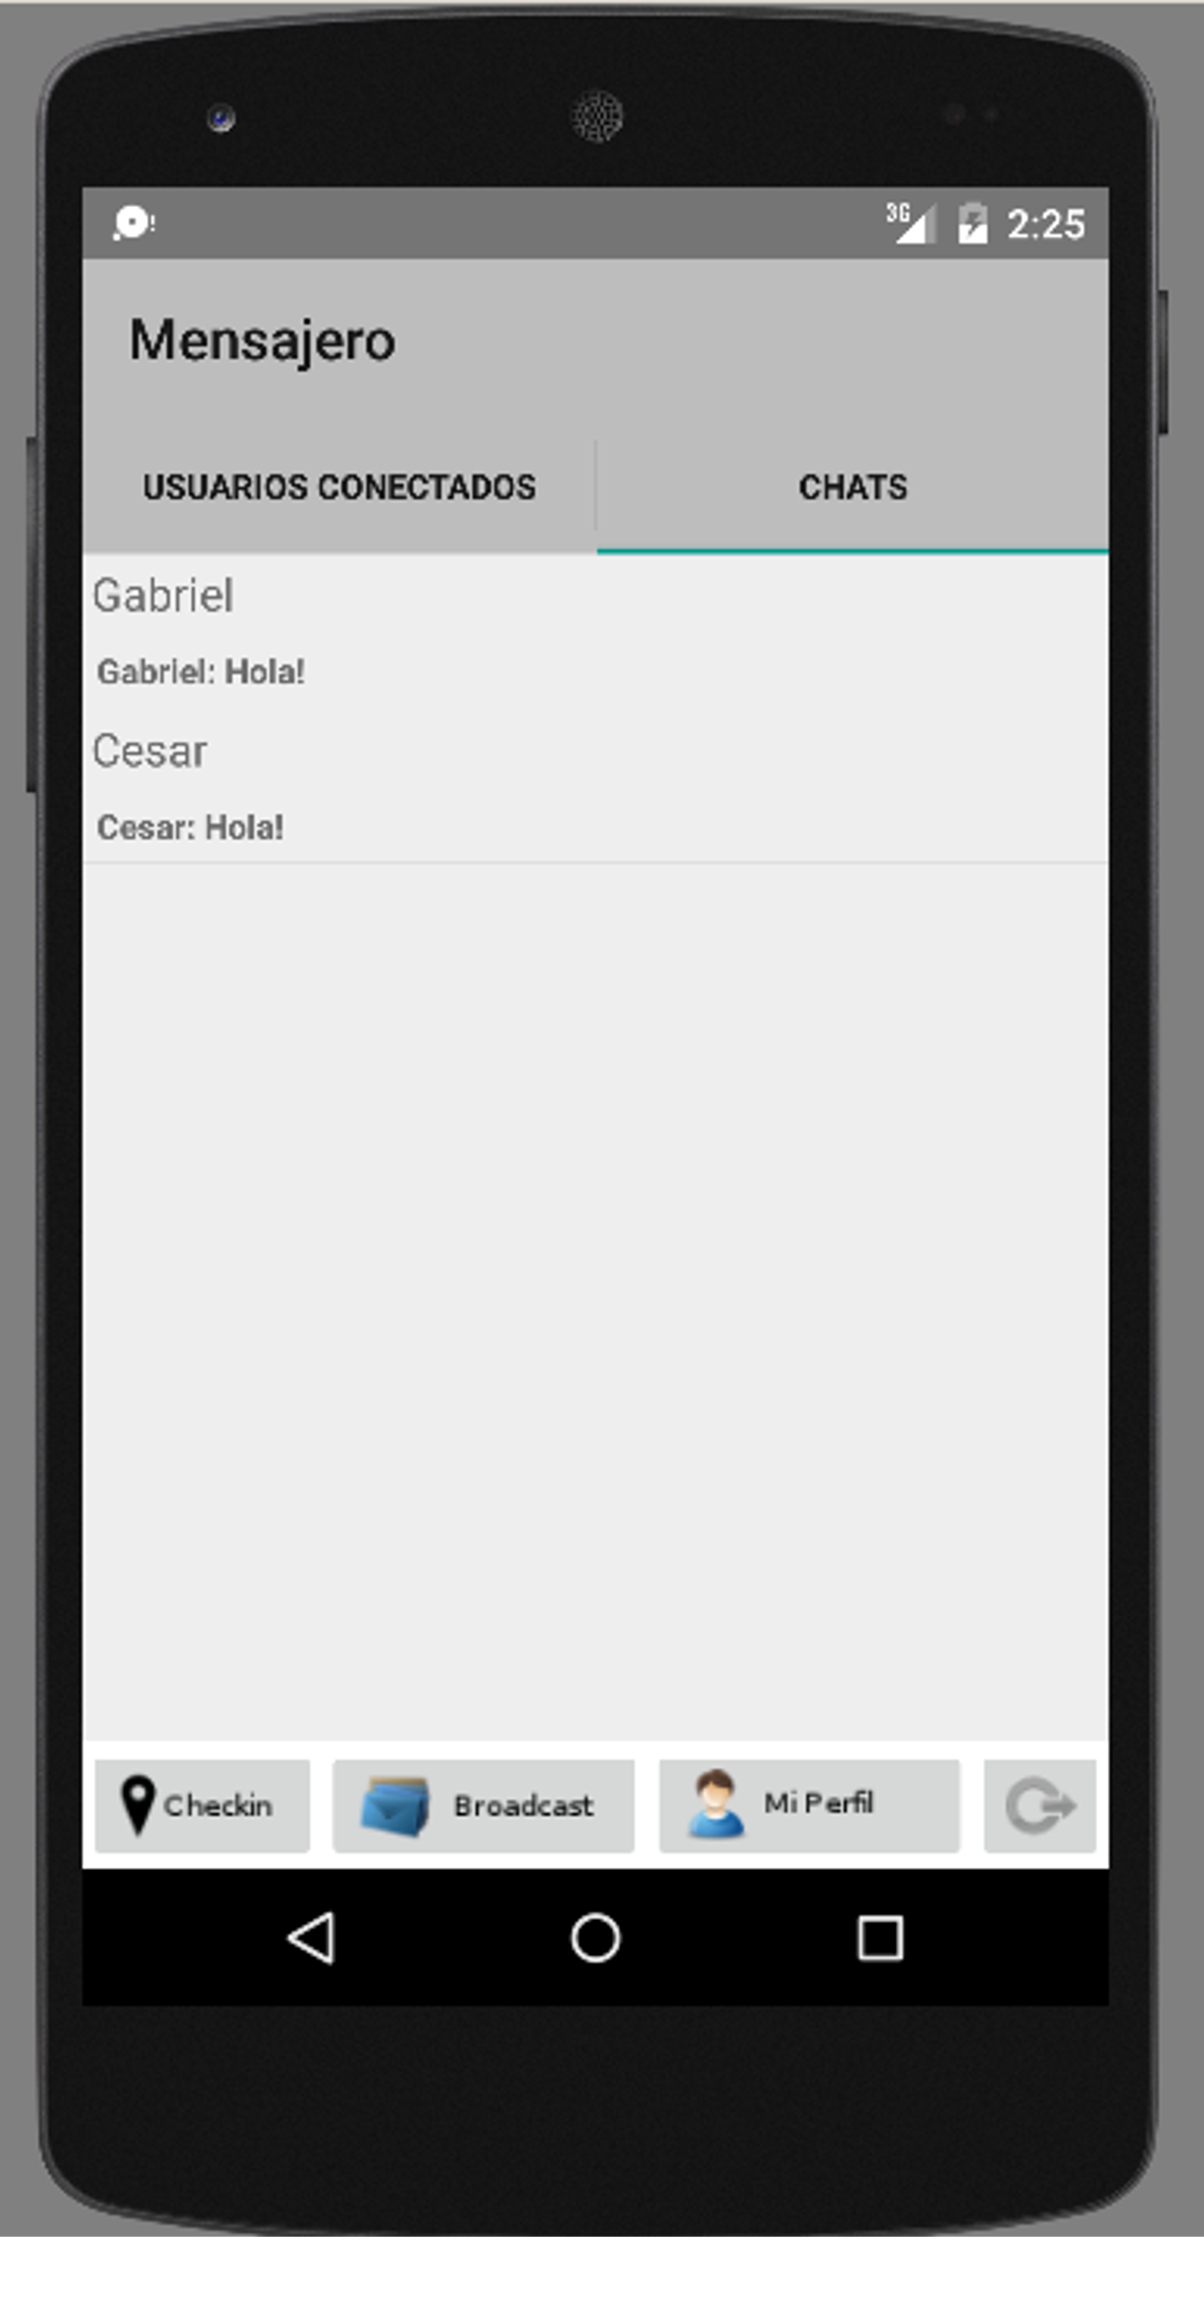 3G 2:25
Mensajero
USUARIOS CONECTADOS CHATS
Gabriel
Gabriel: Hola!
Cesar
Cesar: Hola!
Checkin Broadcast Mi Perfil